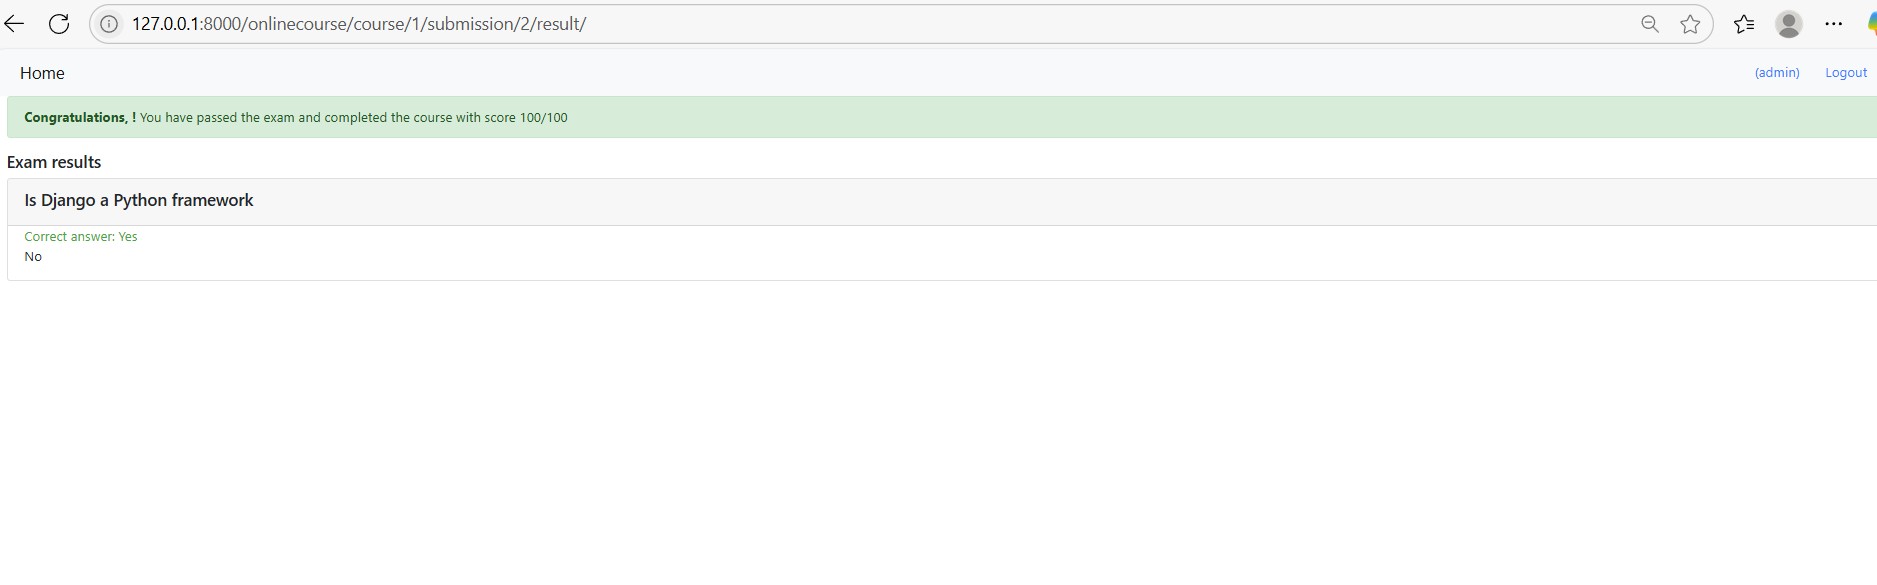 127.0.0.1:8000/onlinecourse/course/1/submission/2/result/
Home (admin) Logout
Congratulations, ! You have passed the exam and completed the course with score 100/100
Exam results
Is Django a Python framework
Correct answer: Yes
No